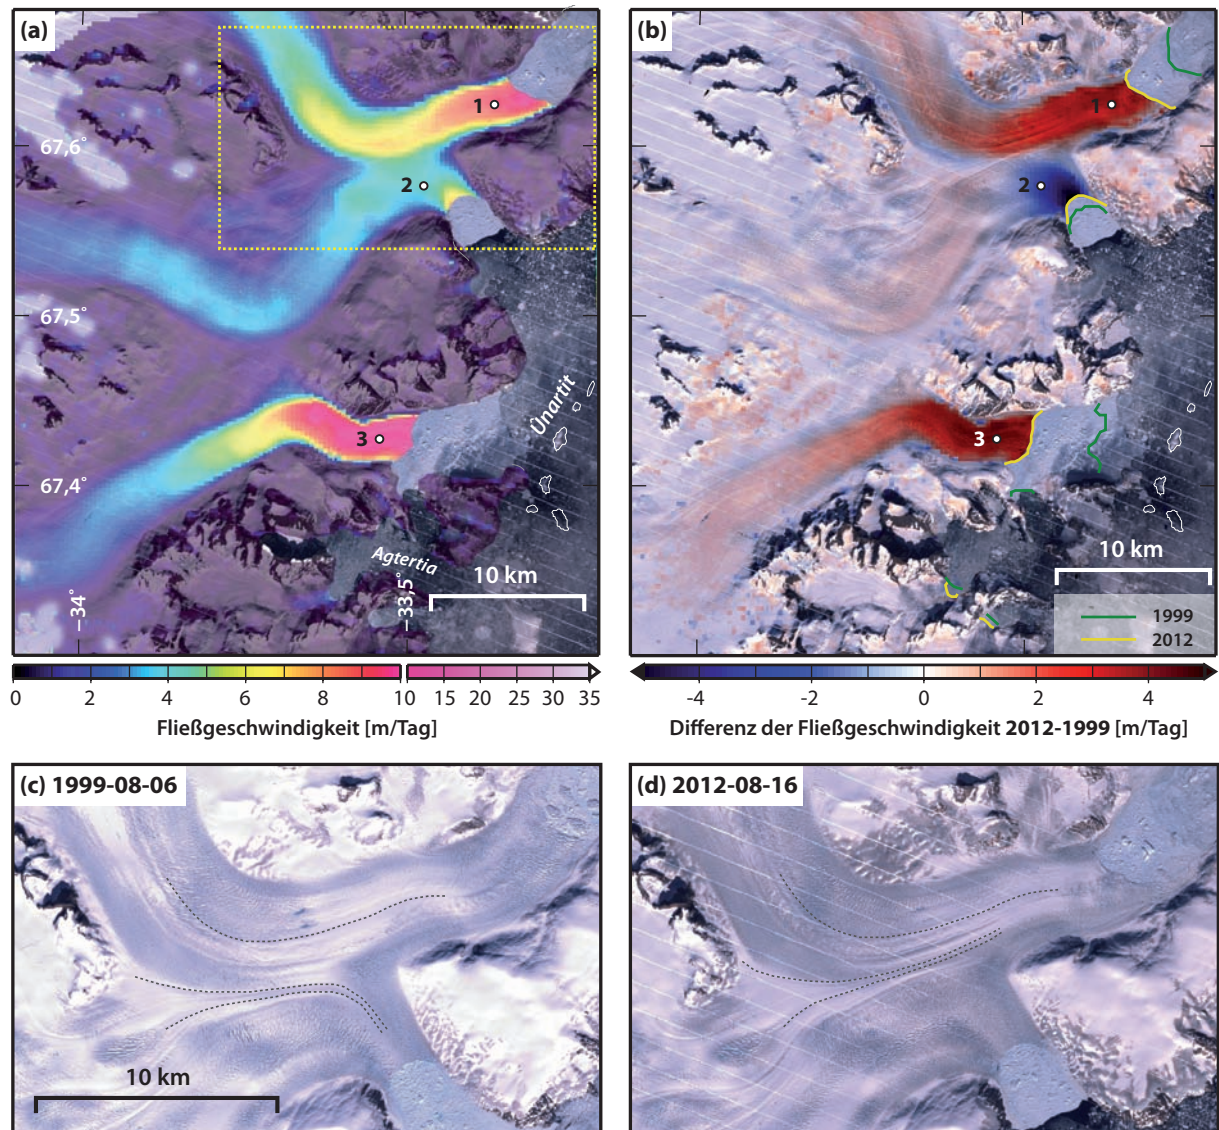 (a)
1
67,6°
2
67,5°
Ûnartit
3
67,4°
Agtertia
10 km
−34°
−33,5°
0 2 4 6 8 10 15 20 25 30 35
Fließgeschwindigkeit [m/Tag]
(b)
1
2
3
10 km
1999
2012
-4 -2 0 2 4
Differenz der Fließgeschwindigkeit 2012-1999 [m/Tag]
(c) 1999-08-06
10 km
(d) 2012-08-16